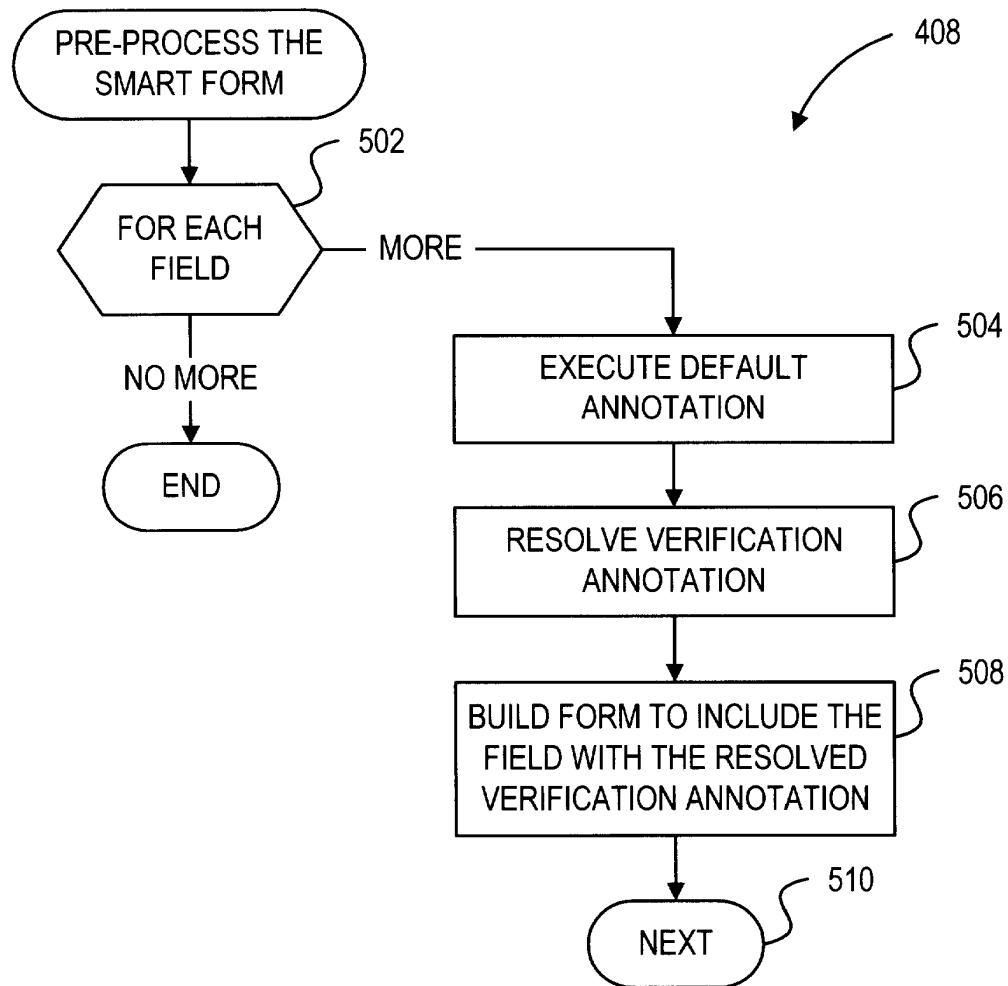 PRE-PROCESS THE
SMART FORM
408
502
FOR EACH
FIELD
MORE
NO MORE
END
504
EXECUTE DEFAULT
ANNOTATION
506
RESOLVE VERIFICATION
ANNOTATION
508
BUILD FORM TO INCLUDE THE
FIELD WITH THE RESOLVED
VERIFICATION ANNOTATION
510
NEXT